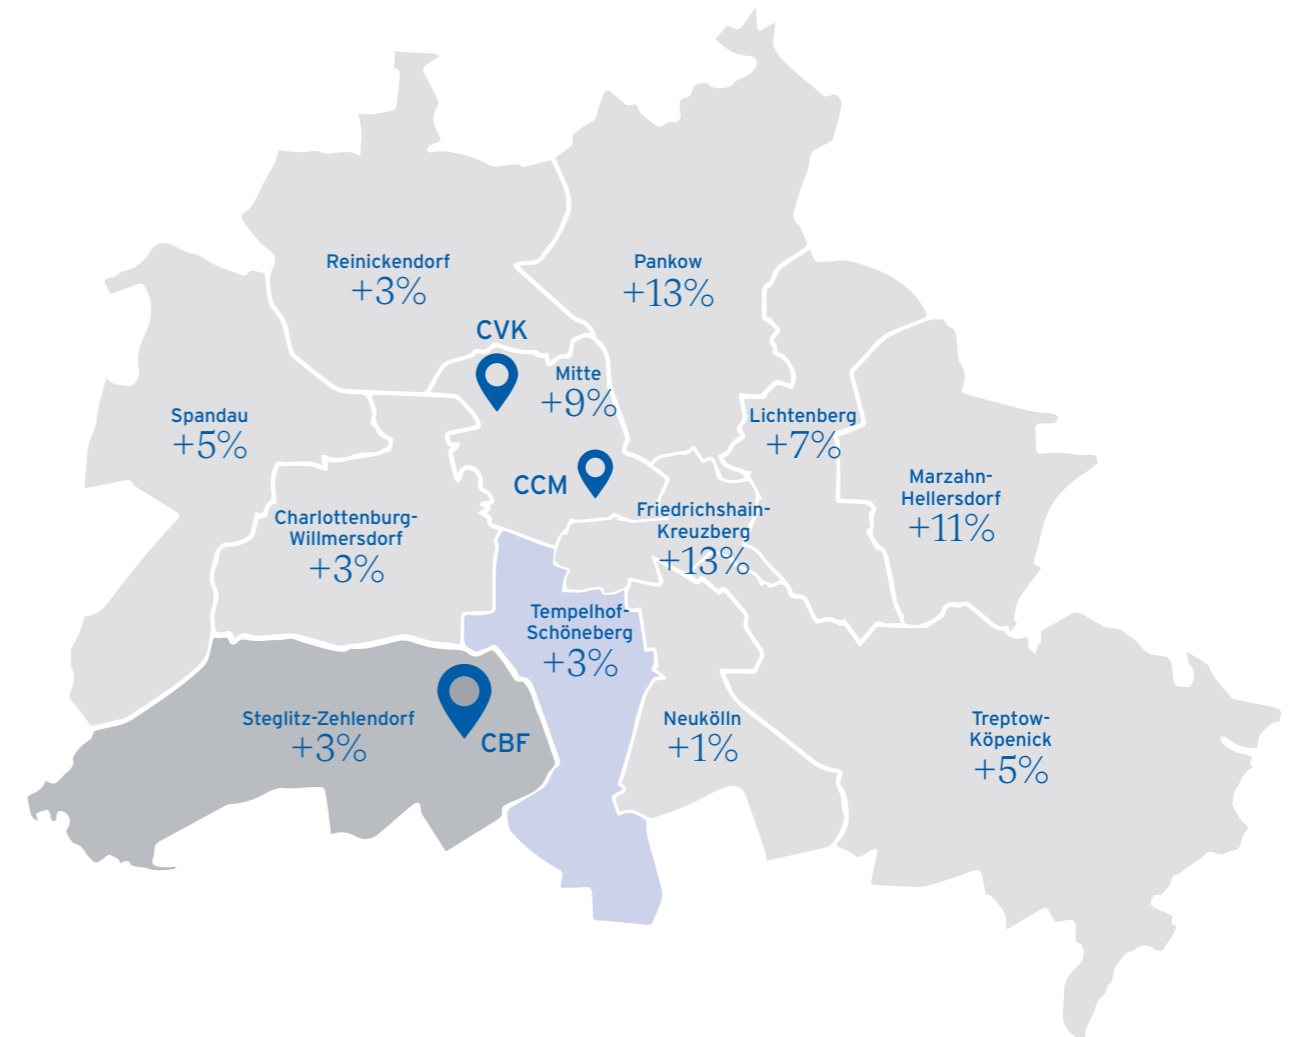 Reinickendorf
+3%
Pankow
+13%
CVK
Mitte
+9%
Spandau
+5%
Lichtenberg
+7%
CCM
Marzahn-
Hellersdorf
+11%
Charlottenburg-
Willmersdorf
+3%
Friedrichshain-
Kreuzberg
+13%
Tempelhof-
Schöneberg
+3%
Steglitz-Zehlendorf
+3%
CBF
Neukölln
+1%
Treptow-
Köpenick
+5%